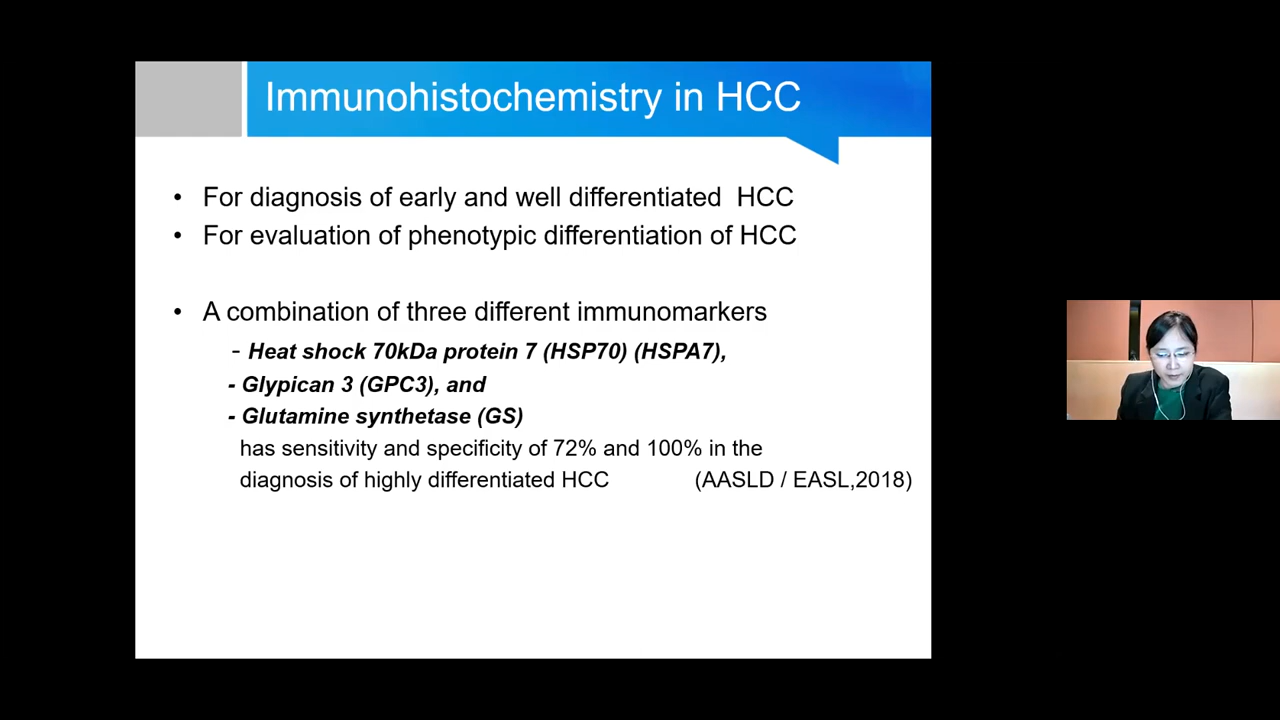 Immunohistochemistry in HCC
• For diagnosis of early and well differentiated HCC
• For evaluation of phenotypic differentiation of HCC
• A combination of three different immunomarkers
- Heat shock 70kDa protein 7 (HSP70) (HSPA7),
- Glypican 3 (GPC3), and
- Glutamine synthetase (GS)
has sensitivity and specificity of 72% and 100% in the
diagnosis of highly differentiated HCC (AASLD / EASL,2018)